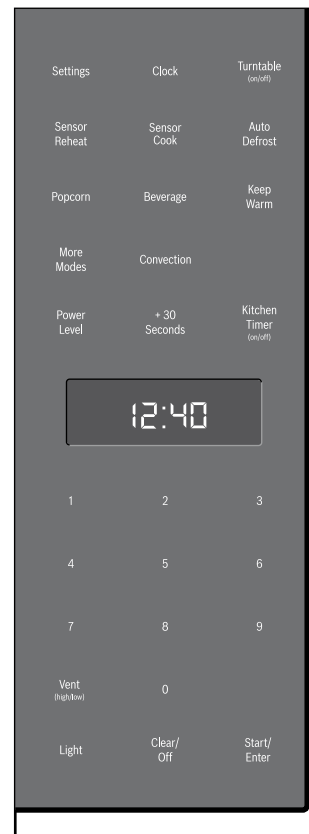 Settings Clock Turntable
(on/off)
Sensor Sensor Auto
Reheat Cook Defrost
Popcorn Beverage Keep
Warm
More
Modes Convection
Power + 30 Kitchen
Level Seconds Timer
(on/off)
12:40
1 2 3
4 5 6
7 8 9
Vent 0
(high/low)
Light Clear/ Start/
Off Enter